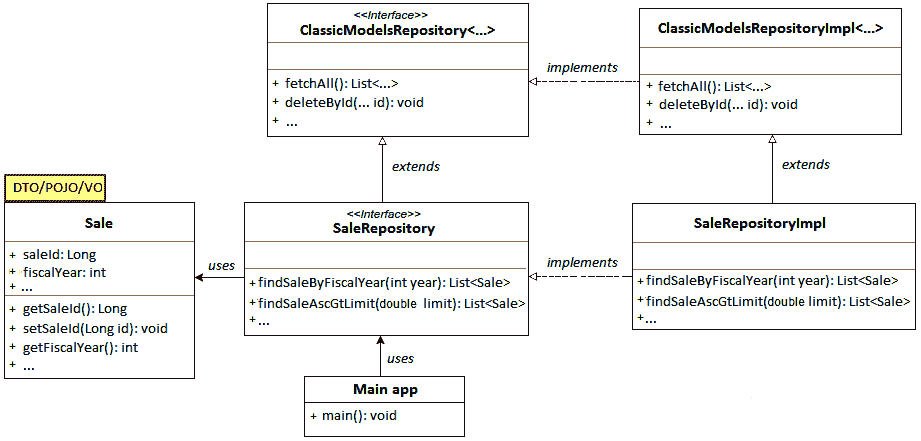 <<Interface>>
ClassicModelsRepository<...>
+ fetchAll(): List<...>
+ deleteById(... id): void
+ ...
implements
ClassicModelsRepositoryImpl<...>
+ fetchAll(): List<...>
+ deleteById(... id): void
+ ...
extends
extends
DTO/POJO/VO
Sale
+ saleId: Long
+ fiscalYear: int
+ ...
+ getSaleId(): Long
+ setSaleId(Long id): void
+ getFiscalYear(): int
+ ...
uses
<<Interface>>
SaleRepository
+findSaleByFiscalYear(int year): List<Sale>
+findSaleAscGtLimit(double limit): List<Sale>
+...
implements
SaleRepositoryImpl
+findSaleByFiscalYear(int year): List<Sale>
+findSaleAscGtLimit(double limit): List<Sale>
+...
uses
Main app
+ main(): void